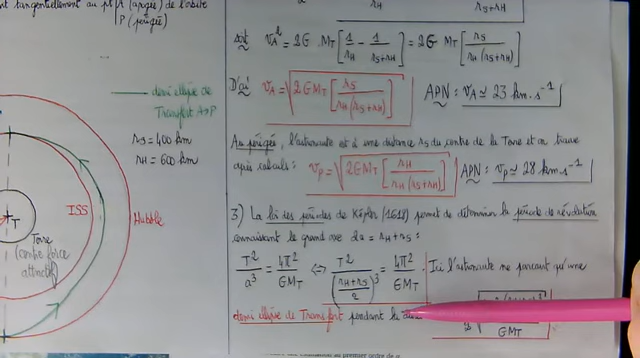 nt tangentiellement au pt A (apogée) de l'orbite
P (périgée)
demi ellipse de
Transfert A→P
rs = 400 km
rH = 600 km
ISS
Hubble
T
Terre
(centre force
attractif)
rH rs+rH
Soit vA² = 2G MT [1/rH - 1/(rs+rH)] = 2G MT [rs/(rH(rs+rH))]
D'où vA = √(2GMT [rs/(rH(rs+rH))]) APN: vA ≃ 23 km.s⁻¹
Au périgée, l'astronaute est à une distance rs du centre de la Terre et on trouve
après calculs: vP = √(2GMT [rH/(rH(rs+rH))]) APN: vP ≃ 28 km.s⁻¹
3) La loi des périodes de Képler (1618) permet de déterminer la période de révolution
connaissant le grand axe 2a = rH + rs :
T²/a³ = 4π²/GMT ⇔ T²/((rH+rs)/2)³ = 4π²/GMT. Ici l'astronaute ne parcourt qu'une
demi ellipse de Transfert pendant la
2 GMT